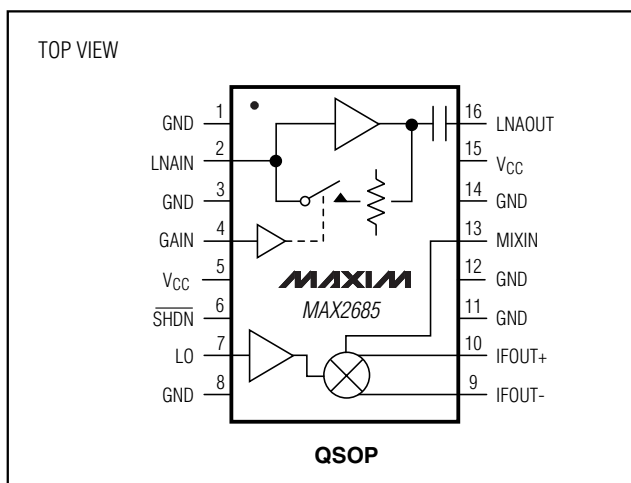 TOP VIEW
GND 1
LNAIN 2
GND 3
GAIN 4
VCC 5
SHDN 6
LO 7
GND 8
16 LNAOUT
15 VCC
14 GND
13 MIXIN
12 GND
11 GND
10 IFOUT+
9 IFOUT-
MAXIM
MAX2685
QSOP